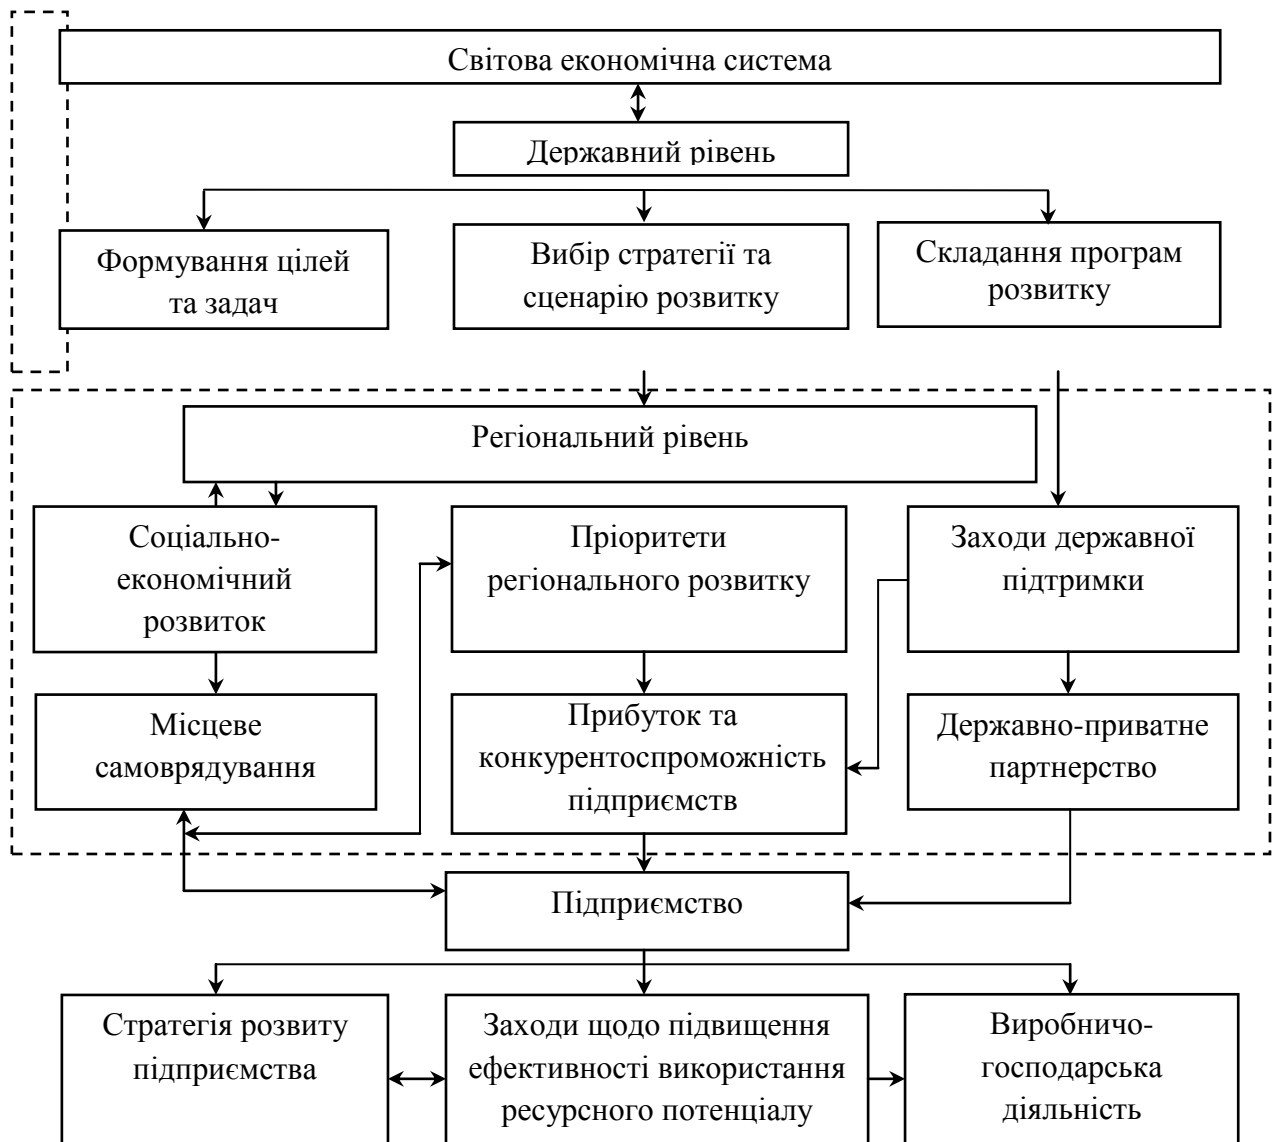 Світова економічна система
Державний рівень
Формування цілей
та задач
Вибір стратегії та
сценарію розвитку
Складання програм
розвитку
Регіональний рівень
Соціально-
економічний
розвиток
Пріоритети
регіонального розвитку
Заходи державної
підтримки
Місцеве
самоврядування
Прибуток та
конкурентоспроможність
підприємств
Державно-приватне
партнерство
Підприємство
Стратегія розвиту
підприємства
Заходи щодо підвищення
ефективності використання
ресурсного потенціалу
Виробничо-
господарська
діяльність